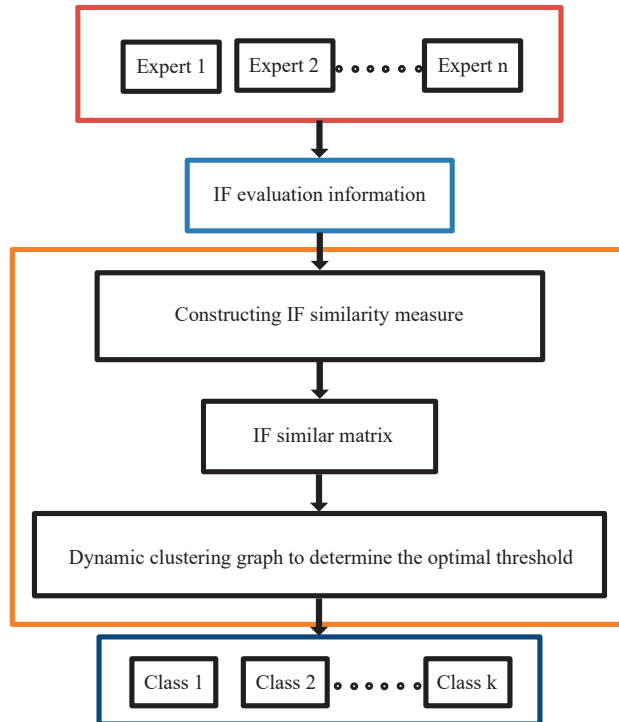 Expert 1
Expert 2
Expert n
IF evaluation information
Constructing IF similarity measure
IF similar matrix
Dynamic clustering graph to determine the optimal threshold
Class 1
Class 2
Class k